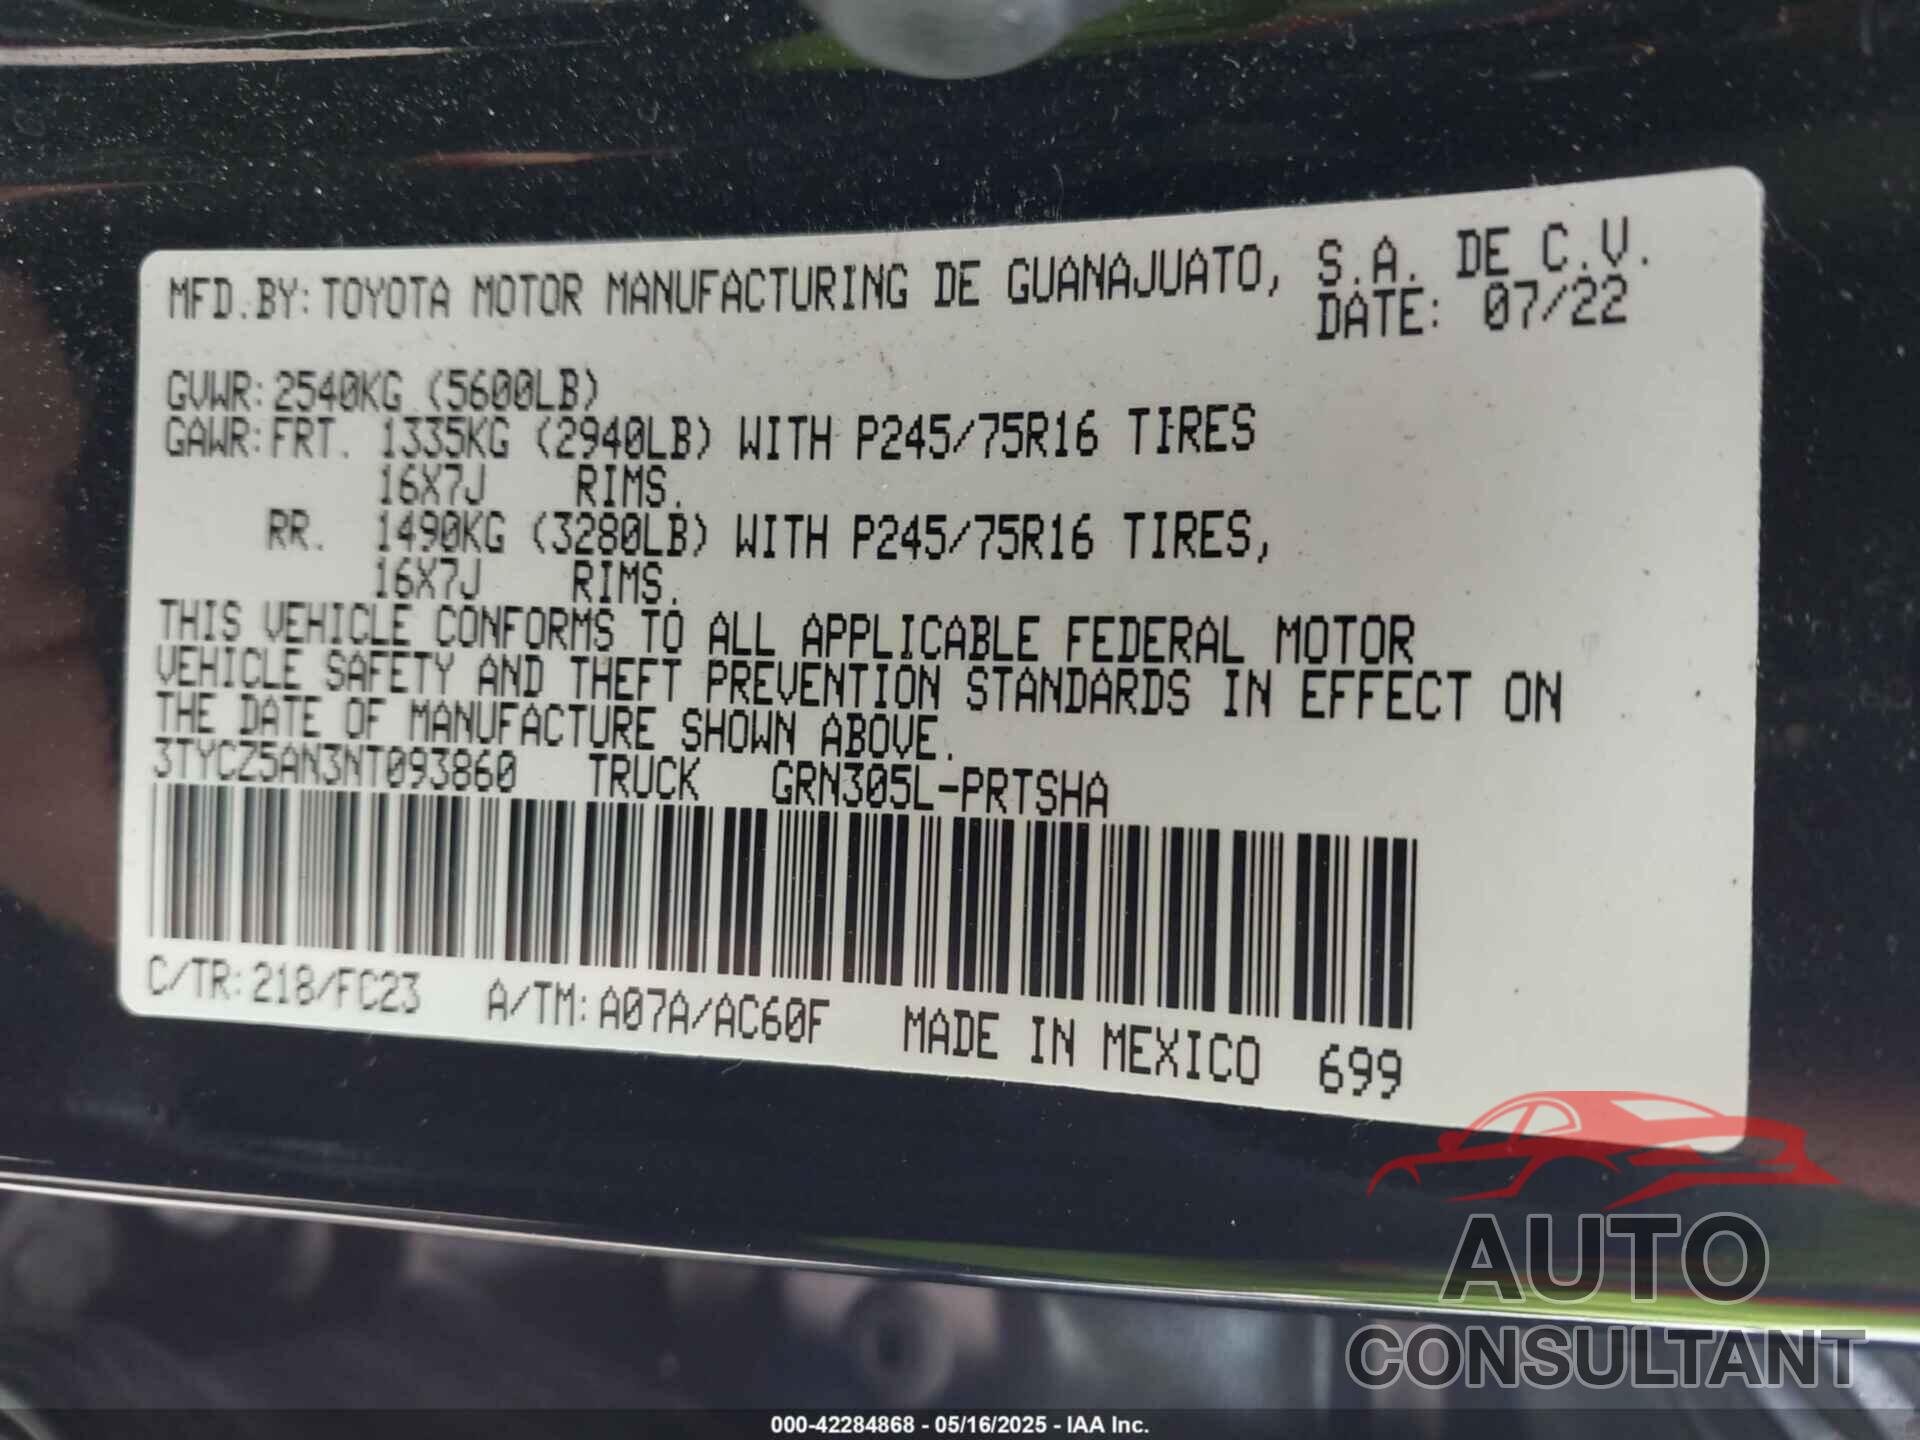 MFD.BY:TOYOTA MOTOR MANUFACTURING DE GUANAJUATO, S.A. DE C.V.
DATE: 07/22
GVWR:2540KG (5600LB)
GAWR:FRT. 1335KG (2940LB) WITH P245/75R16 TIRES
16X7J RIMS.
RR. 1490KG (3280LB) WITH P245/75R16 TIRES,
16X7J RIMS.
THIS VEHICLE CONFORMS TO ALL APPLICABLE FEDERAL MOTOR
VEHICLE SAFETY AND THEFT PREVENTION STANDARDS IN EFFECT ON
THE DATE OF MANUFACTURE SHOWN ABOVE.
3TYCZ5AN3NT093860 TRUCK GRN305L-PRTSHA
C/TR:218/FC23 A/TM:A07A/AC60F MADE IN MEXICO 699
AUTO
CONSULTANT
000-42284868 - 05/16/2025 - IAA Inc.